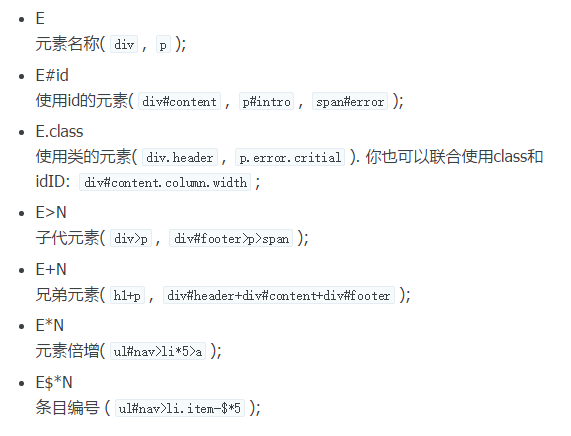 E
元素名称( div , p );
E#id
使用id的元素( div#content , p#intro , span#error );
E.class
使用类的元素( div.header , p.error.critial ). 你也可以联合使用class和
idID: div#content.column.width ;
E>N
子代元素( div>p , div#footer>p>span );
E+N
兄弟元素( h1+p , div#header+div#content+div#footer );
E*N
元素倍增( ul#nav>li*5>a );
E$*N
条目编号 ( ul#nav>li.item-$*5 );